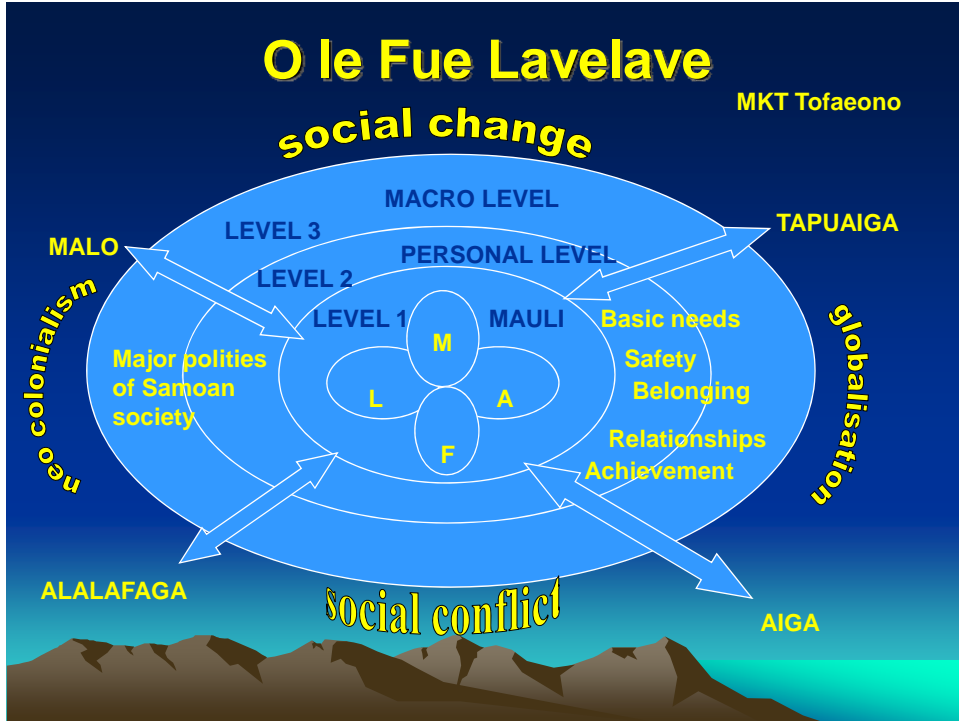 O le Fue Lavelave
MKT Tofaeono
social change
MACRO LEVEL
LEVEL 3
TAPUAIGA
MALO
PERSONAL LEVEL
LEVEL 2
LEVEL 1
MAULI
Basic needs
M
neo colonialism
globalisation
Major polities
of Samoan
society
Safety
Belonging
L
A
Relationships
F
Achievement
ALALAFAGA
social conflict
AIGA